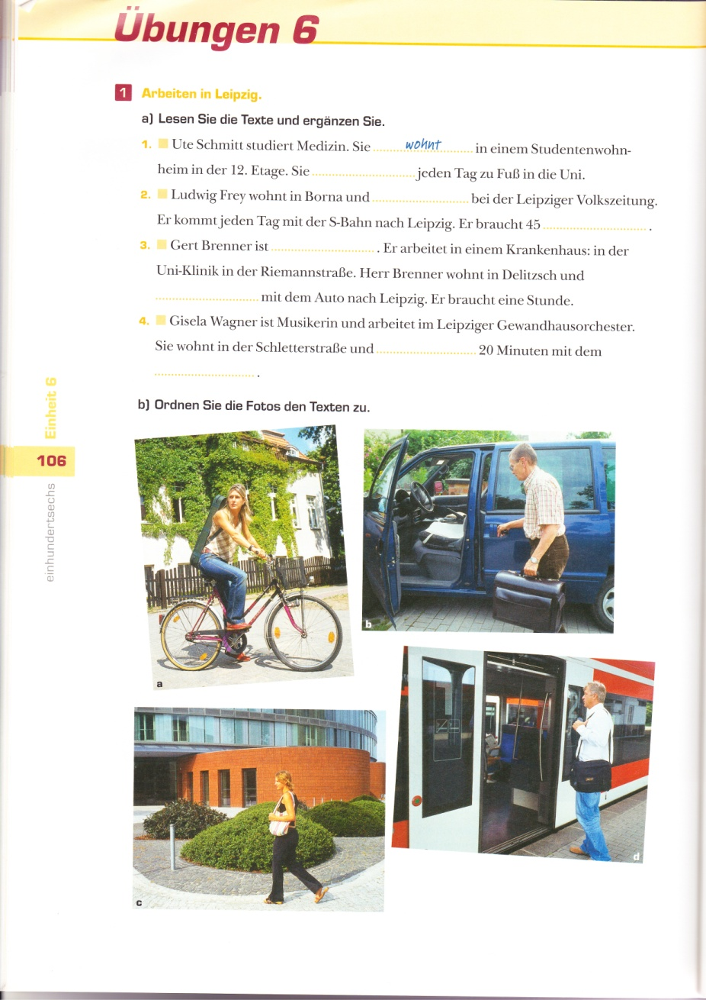 Übungen 6
1 Arbeiten in Leipzig.
a) Lesen Sie die Texte und ergänzen Sie.
1. Ute Schmitt studiert Medizin. Sie wohnt in einem Studentenwohn-
heim in der 12. Etage. Sie ........................ jeden Tag zu Fuß in die Uni.
2. Ludwig Frey wohnt in Borna und ........................ bei der Leipziger Volkszeitung.
Er kommt jeden Tag mit der S-Bahn nach Leipzig. Er braucht 45 ........................ .
3. Gert Brenner ist ........................ . Er arbeitet in einem Krankenhaus: in der
Uni-Klinik in der Riemannstraße. Herr Brenner wohnt in Delitzsch und
........................ mit dem Auto nach Leipzig. Er braucht eine Stunde.
4. Gisela Wagner ist Musikerin und arbeitet im Leipziger Gewandhausorchester.
Sie wohnt in der Schletterstraße und ........................ 20 Minuten mit dem
........................ .
b) Ordnen Sie die Fotos den Texten zu.
a
b
c
d
Einheit 6
106
einhundertsechs